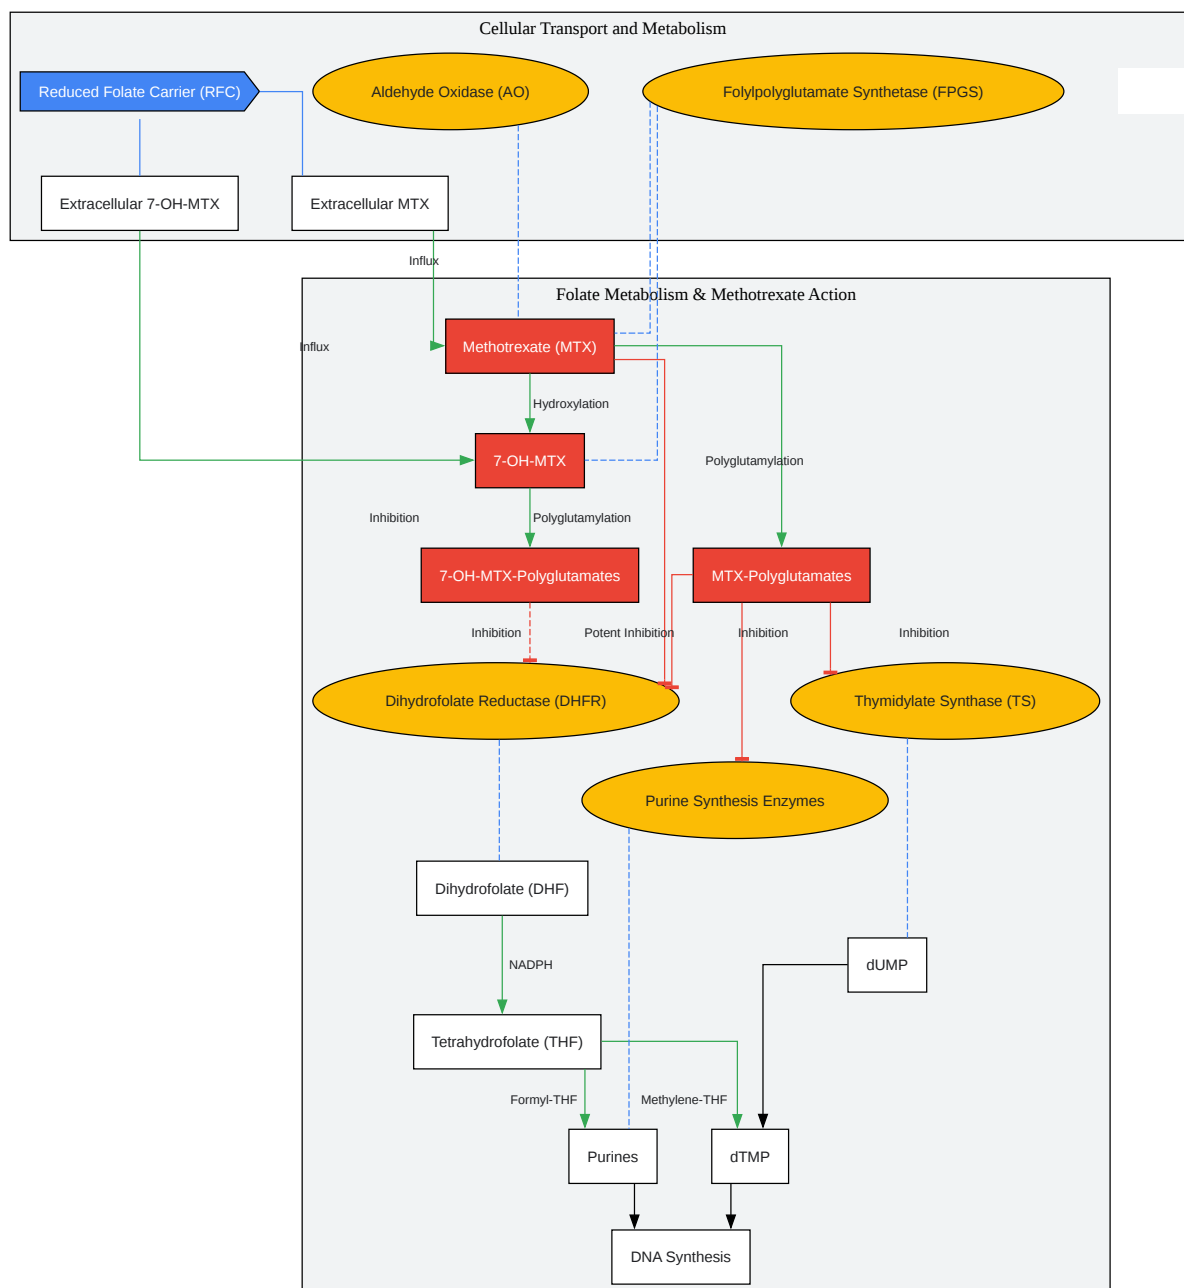 Cellular Transport and Metabolism
Reduced Folate Carrier (RFC)
Aldehyde Oxidase (AO)
Folylpolyglutamate Synthetase (FPGS)
Extracellular 7-OH-MTX
Extracellular MTX
Influx
Folate Metabolism & Methotrexate Action
Influx
Methotrexate (MTX)
Hydroxylation
7-OH-MTX
Polyglutamylation
Inhibition
Polyglutamylation
7-OH-MTX-Polyglutamates
MTX-Polyglutamates
Inhibition
Potent Inhibition
Inhibition
Inhibition
Dihydrofolate Reductase (DHFR)
Thymidylate Synthase (TS)
Purine Synthesis Enzymes
Dihydrofolate (DHF)
NADPH
dUMP
Tetrahydrofolate (THF)
Formyl-THF
Methylene-THF
Purines
dTMP
DNA Synthesis